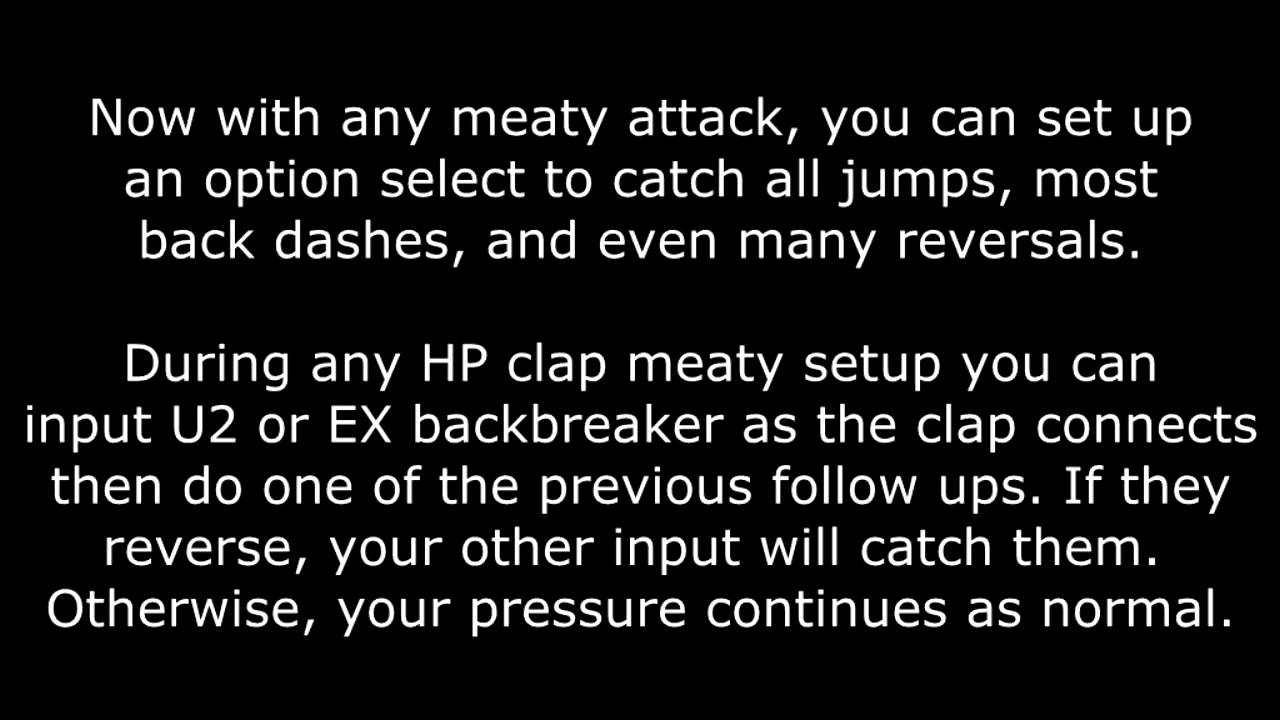 Now with any meaty attack, you can set up
an option select to catch all jumps, most
back dashes, and even many reversals.
During any HP clap meaty setup you can
input U2 or EX backbreaker as the clap connects
then do one of the previous follow ups. If they
reverse, your other input will catch them.
Otherwise, your pressure continues as normal.